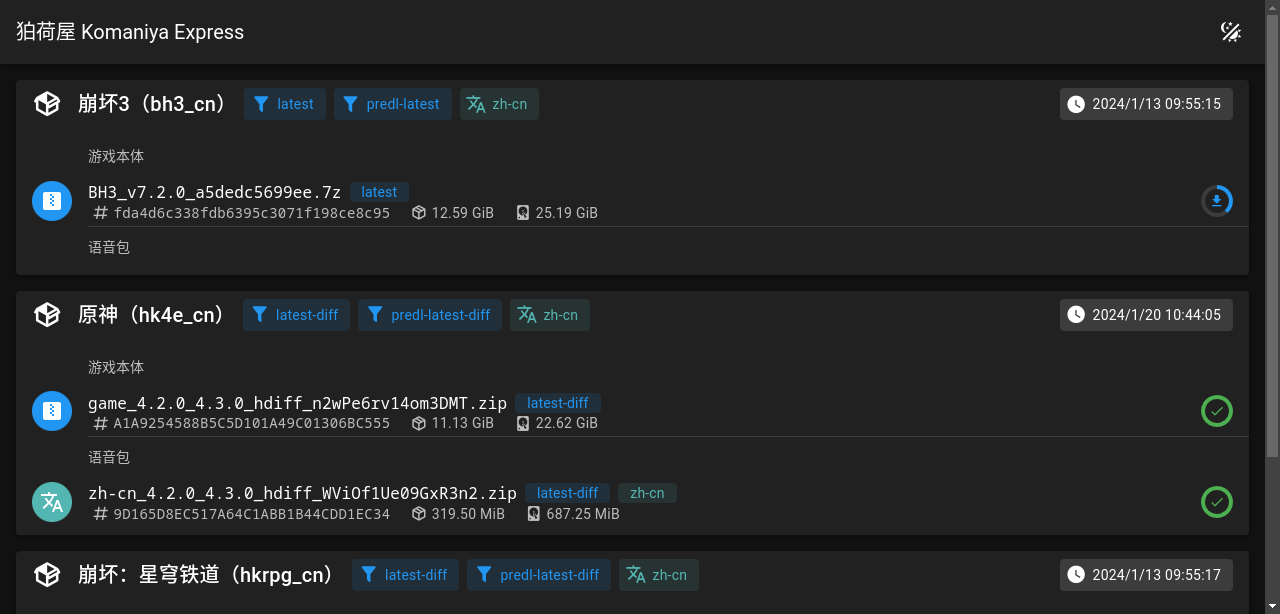 狛荷屋 Komaniya Express
崩坏3（bh3_cn） latest predl-latest zh-cn 2024/1/13 09:55:15
游戏本体
BH3_v7.2.0_a5dedc5699ee.7z latest
fda4d6c338fdb6395c3071f198ce8c95 12.59 GiB 25.19 GiB
语音包
原神（hk4e_cn） latest-diff predl-latest-diff zh-cn 2024/1/20 10:44:05
游戏本体
game_4.2.0_4.3.0_hdiff_n2wPe6rv14om3DMT.zip latest-diff
A1A9254588B5C5D101A49C01306BC555 11.13 GiB 22.62 GiB
语音包
zh-cn_4.2.0_4.3.0_hdiff_WViOf1Ue09GxR3n2.zip latest-diff zh-cn
9D165D8EC517A64C1ABB1B44CDD1EC34 319.50 MiB 687.25 MiB
崩坏：星穹铁道（hkrpg_cn） latest-diff predl-latest-diff zh-cn 2024/1/13 09:55:17